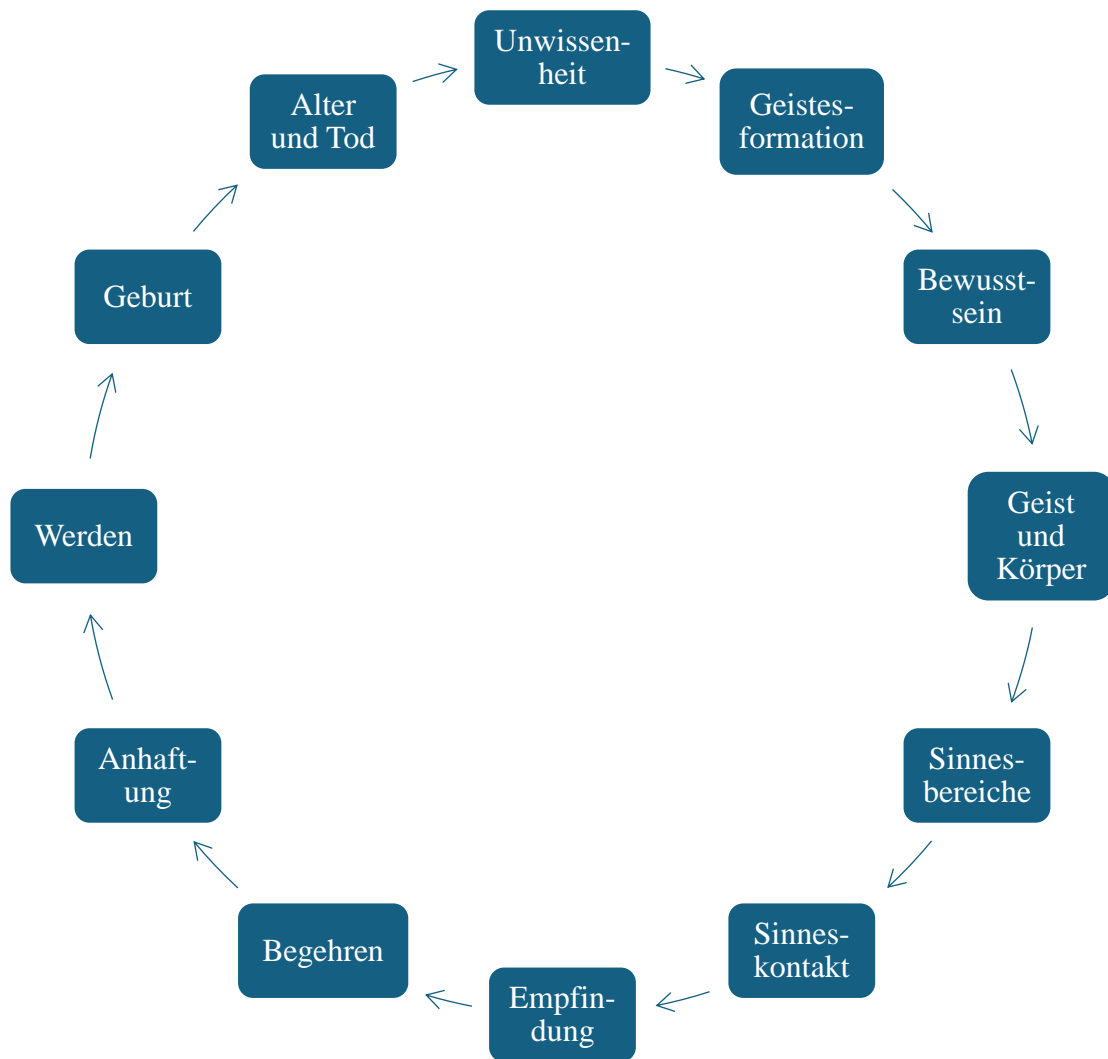 Unwissen-
heit
Geistes-
formation
Bewusst-
sein
Geist
und
Körper
Sinnes-
bereiche
Sinnes-
kontakt
Empfin-
dung
Begehren
Anhaft-
ung
Werden
Geburt
Alter
und Tod